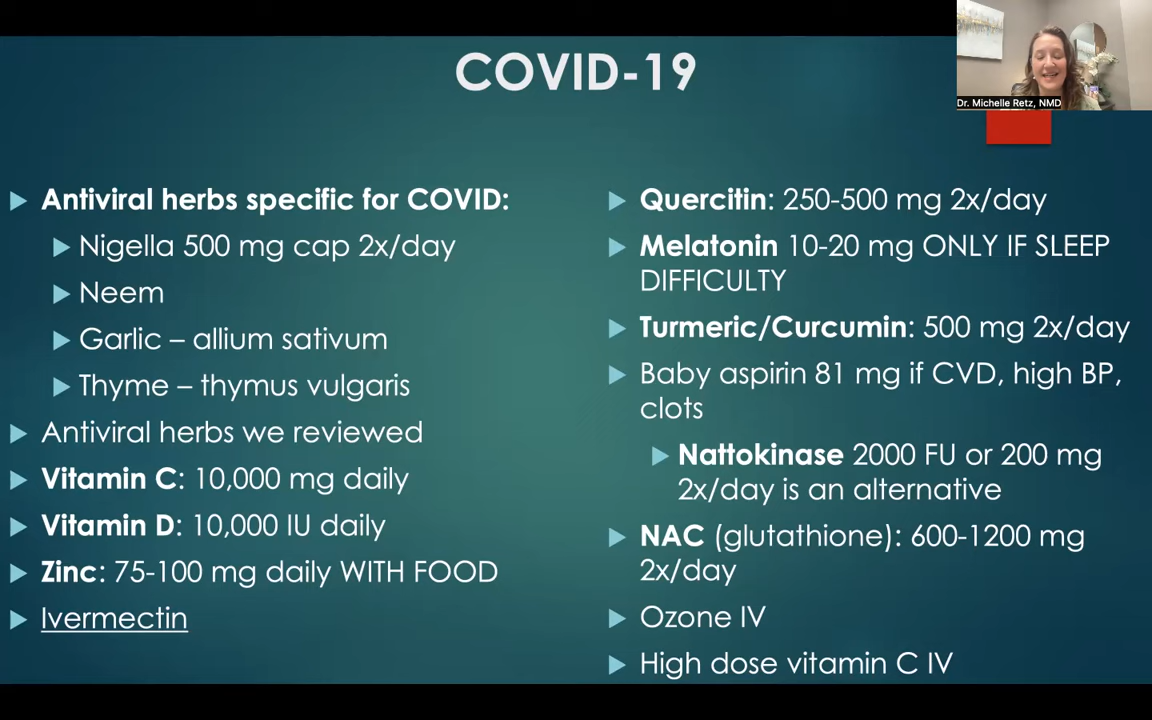 COVID-19
Dr. Michelle Retz, NMD
Antiviral herbs specific for COVID:
Nigella 500 mg cap 2x/day
Neem
Garlic – allium sativum
Thyme – thymus vulgaris
Antiviral herbs we reviewed
Vitamin C: 10,000 mg daily
Vitamin D: 10,000 IU daily
Zinc: 75-100 mg daily WITH FOOD
Ivermectin
Quercitin: 250-500 mg 2x/day
Melatonin 10-20 mg ONLY IF SLEEP
DIFFICULTY
Turmeric/Curcumin: 500 mg 2x/day
Baby aspirin 81 mg if CVD, high BP,
clots
Nattokinase 2000 FU or 200 mg
2x/day is an alternative
NAC (glutathione): 600-1200 mg
2x/day
Ozone IV
High dose vitamin C IV